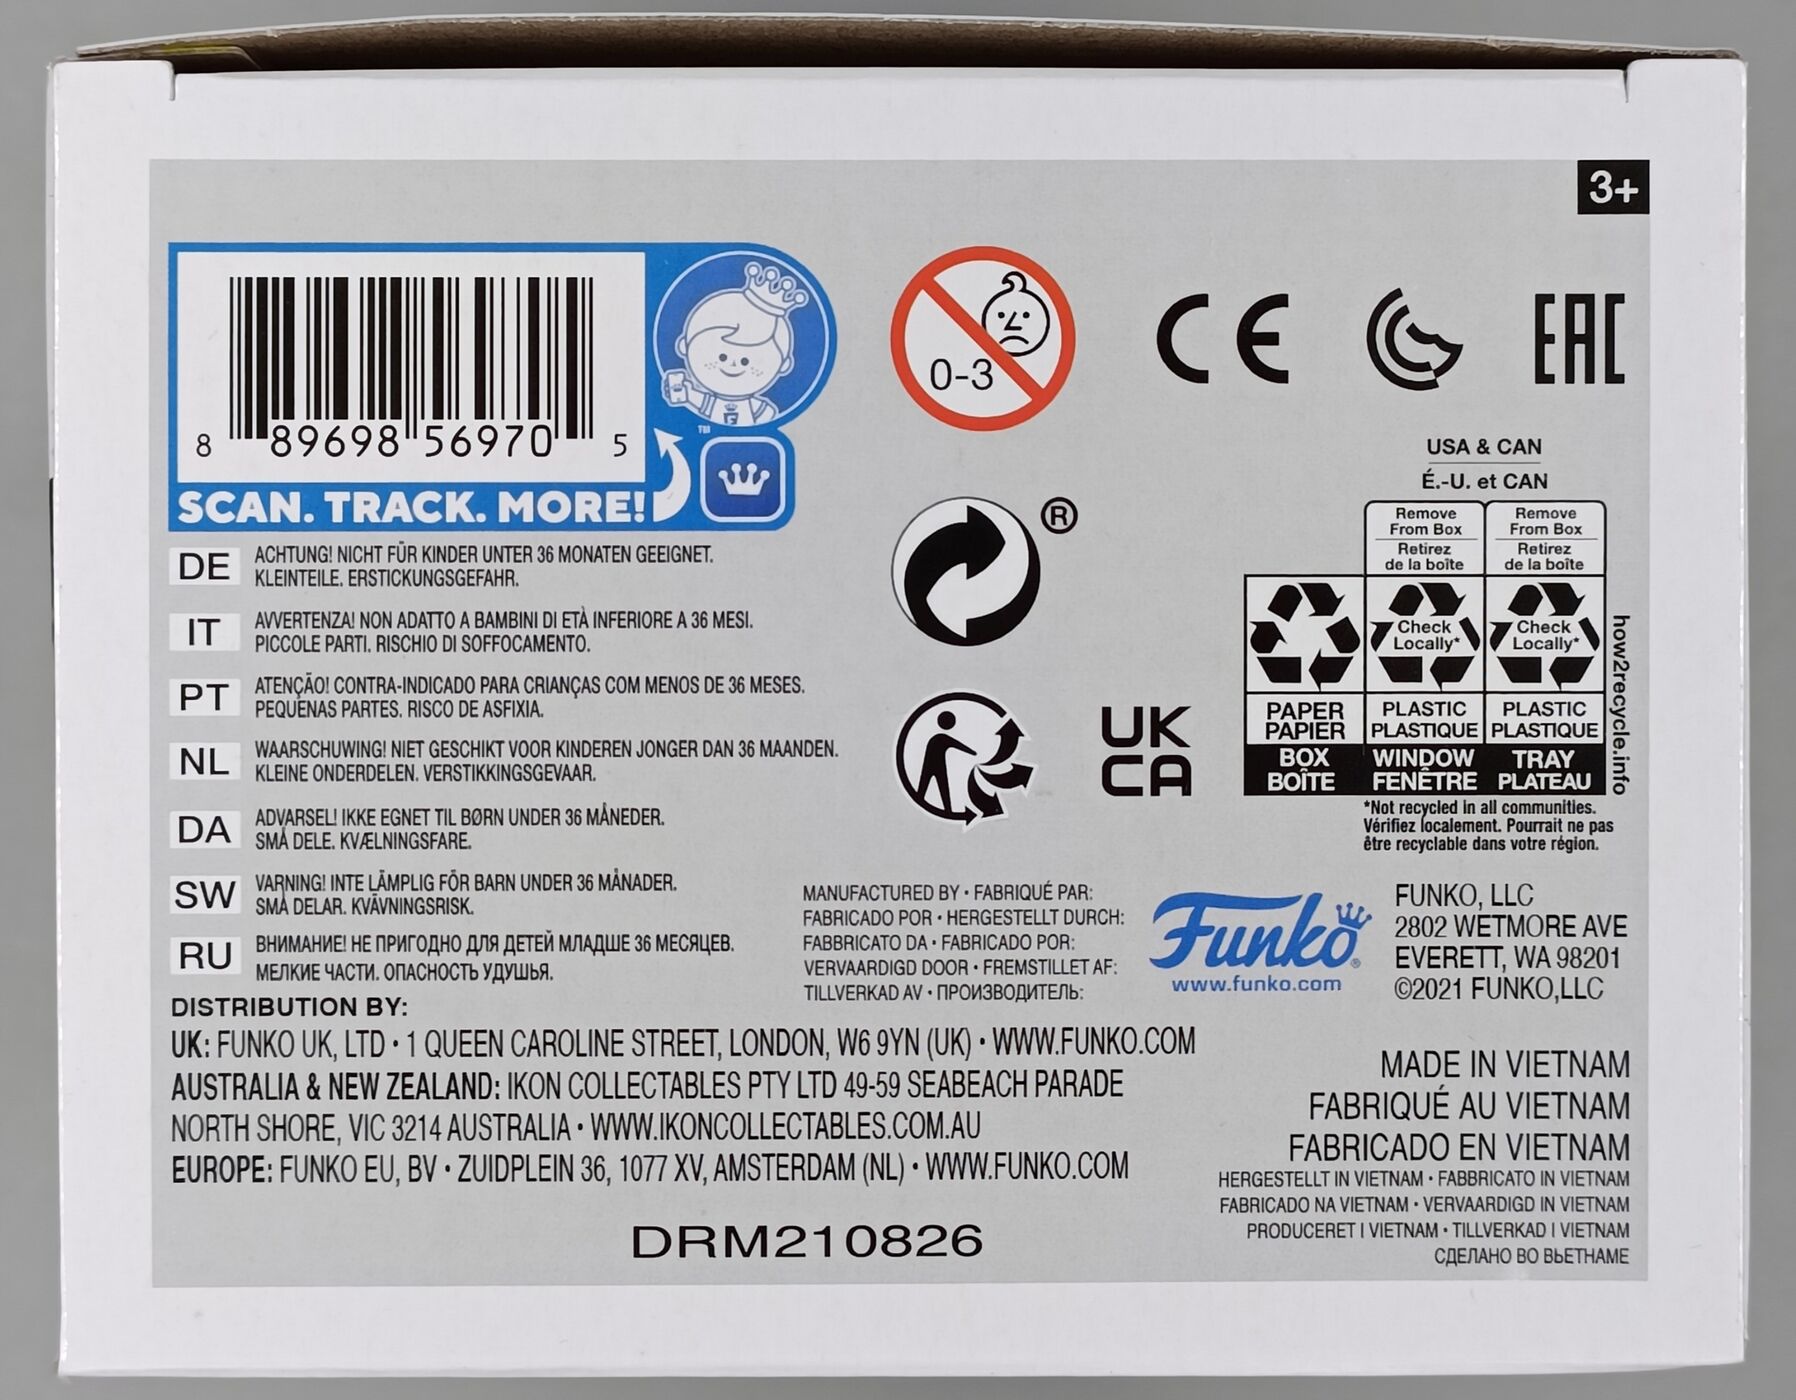 3+
8 89698 56970 5
TM
SCAN. TRACK. MORE!
0-3
CE
EAC
DE
ACHTUNG! NICHT FÜR KINDER UNTER 36 MONATEN GEEIGNET.
KLEINTEILE. ERSTICKUNGSGEFAHR.
IT
AVVERTENZA! NON ADATTO A BAMBINI DI ETÀ INFERIORE A 36 MESI.
PICCOLE PARTI. RISCHIO DI SOFFOCAMENTO.
PT
ATENÇÃO! CONTRA-INDICADO PARA CRIANÇAS COM MENOS DE 36 MESES.
PEQUENAS PARTES. RISCO DE ASFIXIA.
NL
WAARSCHUWING! NIET GESCHIKT VOOR KINDEREN JONGER DAN 36 MAANDEN.
KLEINE ONDERDELEN. VERSTIKKINGSGEVAAR.
DA
ADVARSEL! IKKE EGNET TIL BØRN UNDER 36 MÅNEDER.
SMÅ DELE. KVÆLNINGSFARE.
SW
VARNING! INTE LÄMPLIG FÖR BARN UNDER 36 MÅNADER.
SMÅ DELAR. KVÄVNINGSRISK.
RU
ВНИМАНИЕ! НЕ ПРИГОДНО ДЛЯ ДЕТЕЙ МЛАДШЕ 36 МЕСЯЦЕВ.
МЕЛКИЕ ЧАСТИ. ОПАСНОСТЬ УДУШЬЯ.
®
UK
CA
USA & CAN
É.-U. et CAN
Remove
From Box
Retirez
de la boîte
Remove
From Box
Retirez
de la boîte
Check
Locally*
Check
Locally*
PAPER
PAPIER
PLASTIC
PLASTIQUE
PLASTIC
PLASTIQUE
BOX
BOÎTE
WINDOW
FENÊTRE
TRAY
PLATEAU
how2recycle.info
*Not recycled in all communities.
Vérifiez localement. Pourrait ne pas
être recyclable dans votre région.
MANUFACTURED BY • FABRIQUÉ PAR:
FABRICADO POR • HERGESTELLT DURCH:
FABBRICATO DA • FABRICADO POR:
VERVAARDIGD DOOR • FREMSTILLET AF:
TILLVERKAD AV • ПРОИЗВОДИТЕЛЬ:
Funko®
www.funko.com
FUNKO, LLC
2802 WETMORE AVE
EVERETT, WA 98201
©2021 FUNKO,LLC
DISTRIBUTION BY:
UK: FUNKO UK, LTD • 1 QUEEN CAROLINE STREET, LONDON, W6 9YN (UK) • WWW.FUNKO.COM
AUSTRALIA & NEW ZEALAND: IKON COLLECTABLES PTY LTD 49-59 SEABEACH PARADE
NORTH SHORE, VIC 3214 AUSTRALIA • WWW.IKONCOLLECTABLES.COM.AU
EUROPE: FUNKO EU, BV • ZUIDPLEIN 36, 1077 XV, AMSTERDAM (NL) • WWW.FUNKO.COM
MADE IN VIETNAM
FABRIQUÉ AU VIETNAM
FABRICADO EN VIETNAM
HERGESTELLT IN VIETNAM • FABBRICATO IN VIETNAM
FABRICADO NA VIETNAM • VERVAARDIGD IN VIETNAM
PRODUCERET I VIETNAM • TILLVERKAD I VIETNAM
СДЕЛАНО ВО ВЬЕТНАМЕ
DRM210826